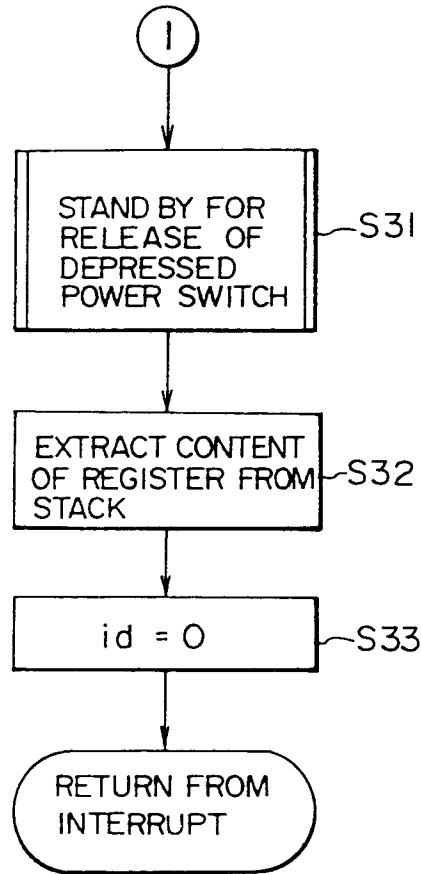 1
STAND BY FOR
RELEASE OF
DEPRESSED
POWER SWITCH
S31
EXTRACT CONTENT
OF REGISTER FROM
STACK
S32
id = 0
S33
RETURN FROM
INTERRUPT